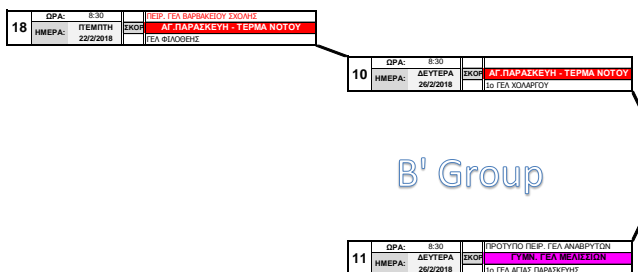 18 ΩΡΑ: 8:30 ΠΕΙΡ. ΓΕΛ ΒΑΡΒΑΚΕΙΟΥ ΣΧΟΛΗΣ
ΗΜΕΡΑ: ΠΕΜΠΤΗ ΣΚΟΡ ΑΓ.ΠΑΡΑΣΚΕΥΗ - ΤΕΡΜΑ ΝΟΤΟΥ
22/2/2018 ΓΕΛ ΦΙΛΟΘΕΗΣ
10 ΩΡΑ: 8:30
ΗΜΕΡΑ: ΔΕΥΤΕΡΑ ΣΚΟΡ ΑΓ.ΠΑΡΑΣΚΕΥΗ - ΤΕΡΜΑ ΝΟΤΟΥ
26/2/2018 1ο ΓΕΛ ΧΟΛΑΡΓΟΥ
B' Group
11 ΩΡΑ: 8:30 ΠΡΟΤΥΠΟ ΠΕΙΡ. ΓΕΛ ΑΝΑΒΡΥΤΩΝ
ΗΜΕΡΑ: ΔΕΥΤΕΡΑ ΣΚΟΡ ΓΥΜΝ. ΓΕΛ ΜΕΛΙΣΣΙΩΝ
26/2/2018 1ο ΓΕΛ ΑΓΙΑΣ ΠΑΡΑΣΚΕΥΗΣ